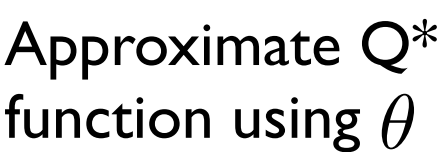 Approximate Q*
function using θ